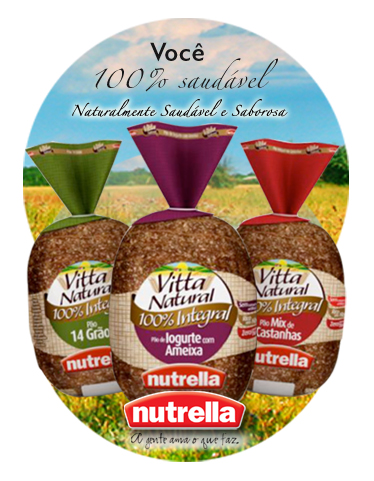 Você
100% saudável
Naturalmente Saudável e Saborosa
Vitta
Natural
100% Integral
Pão
14 Grão
nutrella
Vitta
Natural
100% Integral
Pão de Iogurte com
Ameixa
nutrella
Vitta
Natural
100% Integral
Pão Mix de
Castanhas
nutrella
nutrella
A gente ama o que faz.